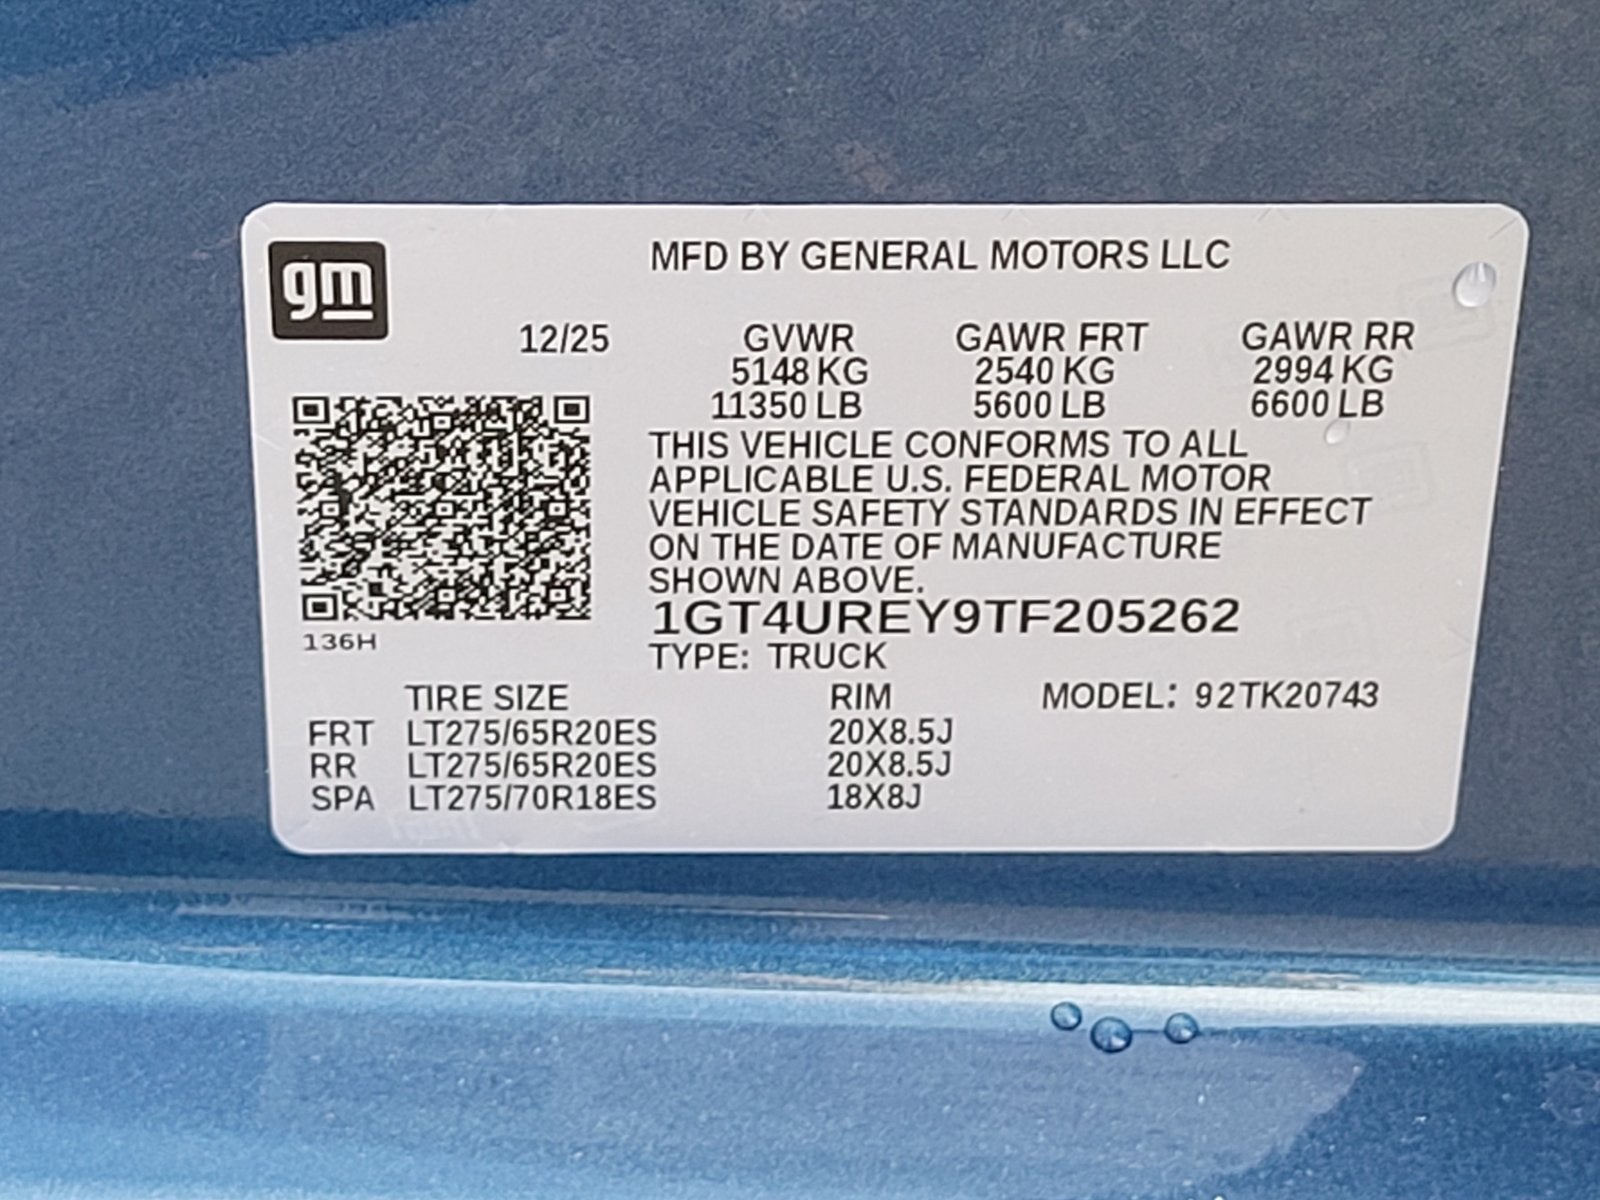 gm
MFD BY GENERAL MOTORS LLC
12/25 GVWR GAWR FRT GAWR RR
5148 KG 2540 KG 2994 KG
11350 LB 5600 LB 6600 LB
THIS VEHICLE CONFORMS TO ALL
APPLICABLE U.S. FEDERAL MOTOR
VEHICLE SAFETY STANDARDS IN EFFECT
ON THE DATE OF MANUFACTURE
SHOWN ABOVE.
1GT4UREY9TF205262
136H
TYPE: TRUCK
TIRE SIZE RIM MODEL: 92TK20743
FRT LT275/65R20ES 20X8.5J
RR LT275/65R20ES 20X8.5J
SPA LT275/70R18ES 18X8J